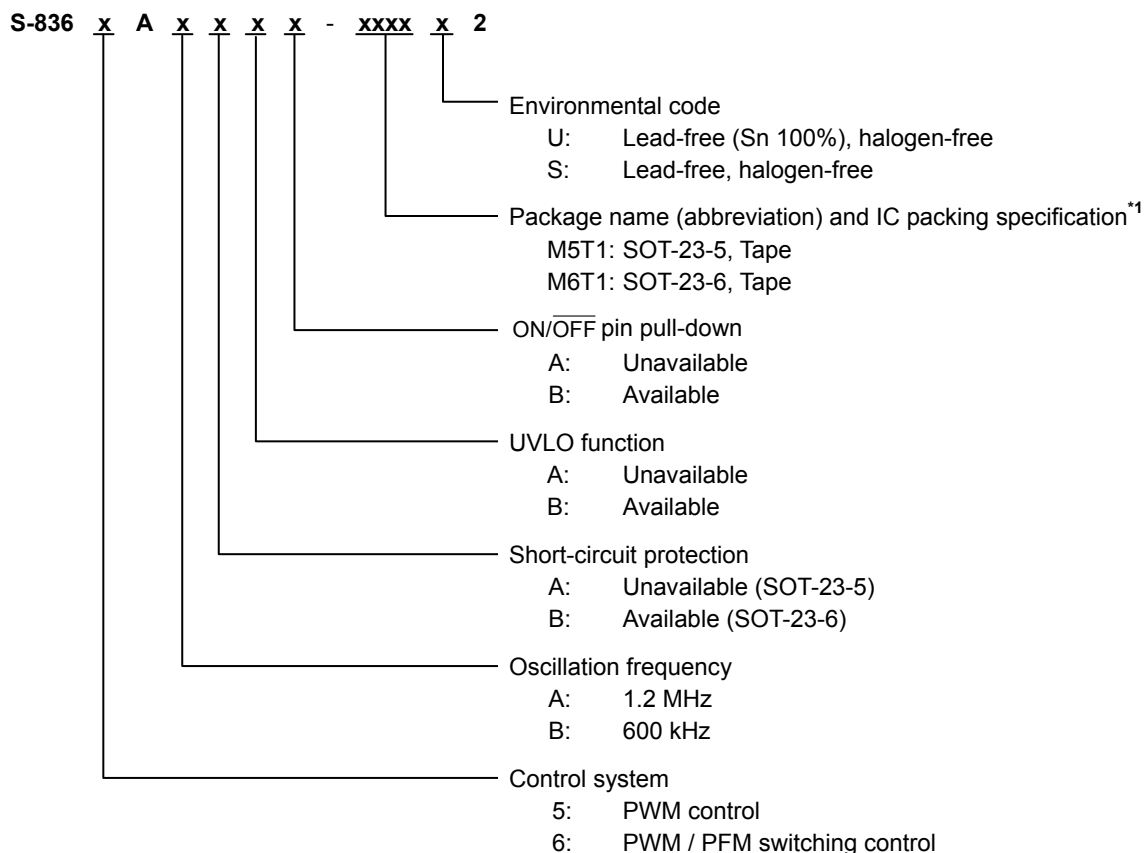 S-836 x A x x x x - xxxx x 2
Environmental code
U: Lead-free (Sn 100%), halogen-free
S: Lead-free, halogen-free
Package name (abbreviation) and IC packing specification*1
M5T1: SOT-23-5, Tape
M6T1: SOT-23-6, Tape
ON/OFF pin pull-down
A: Unavailable
B: Available
UVLO function
A: Unavailable
B: Available
Short-circuit protection
A: Unavailable (SOT-23-5)
B: Available (SOT-23-6)
Oscillation frequency
A: 1.2 MHz
B: 600 kHz
Control system
5: PWM control
6: PWM / PFM switching control